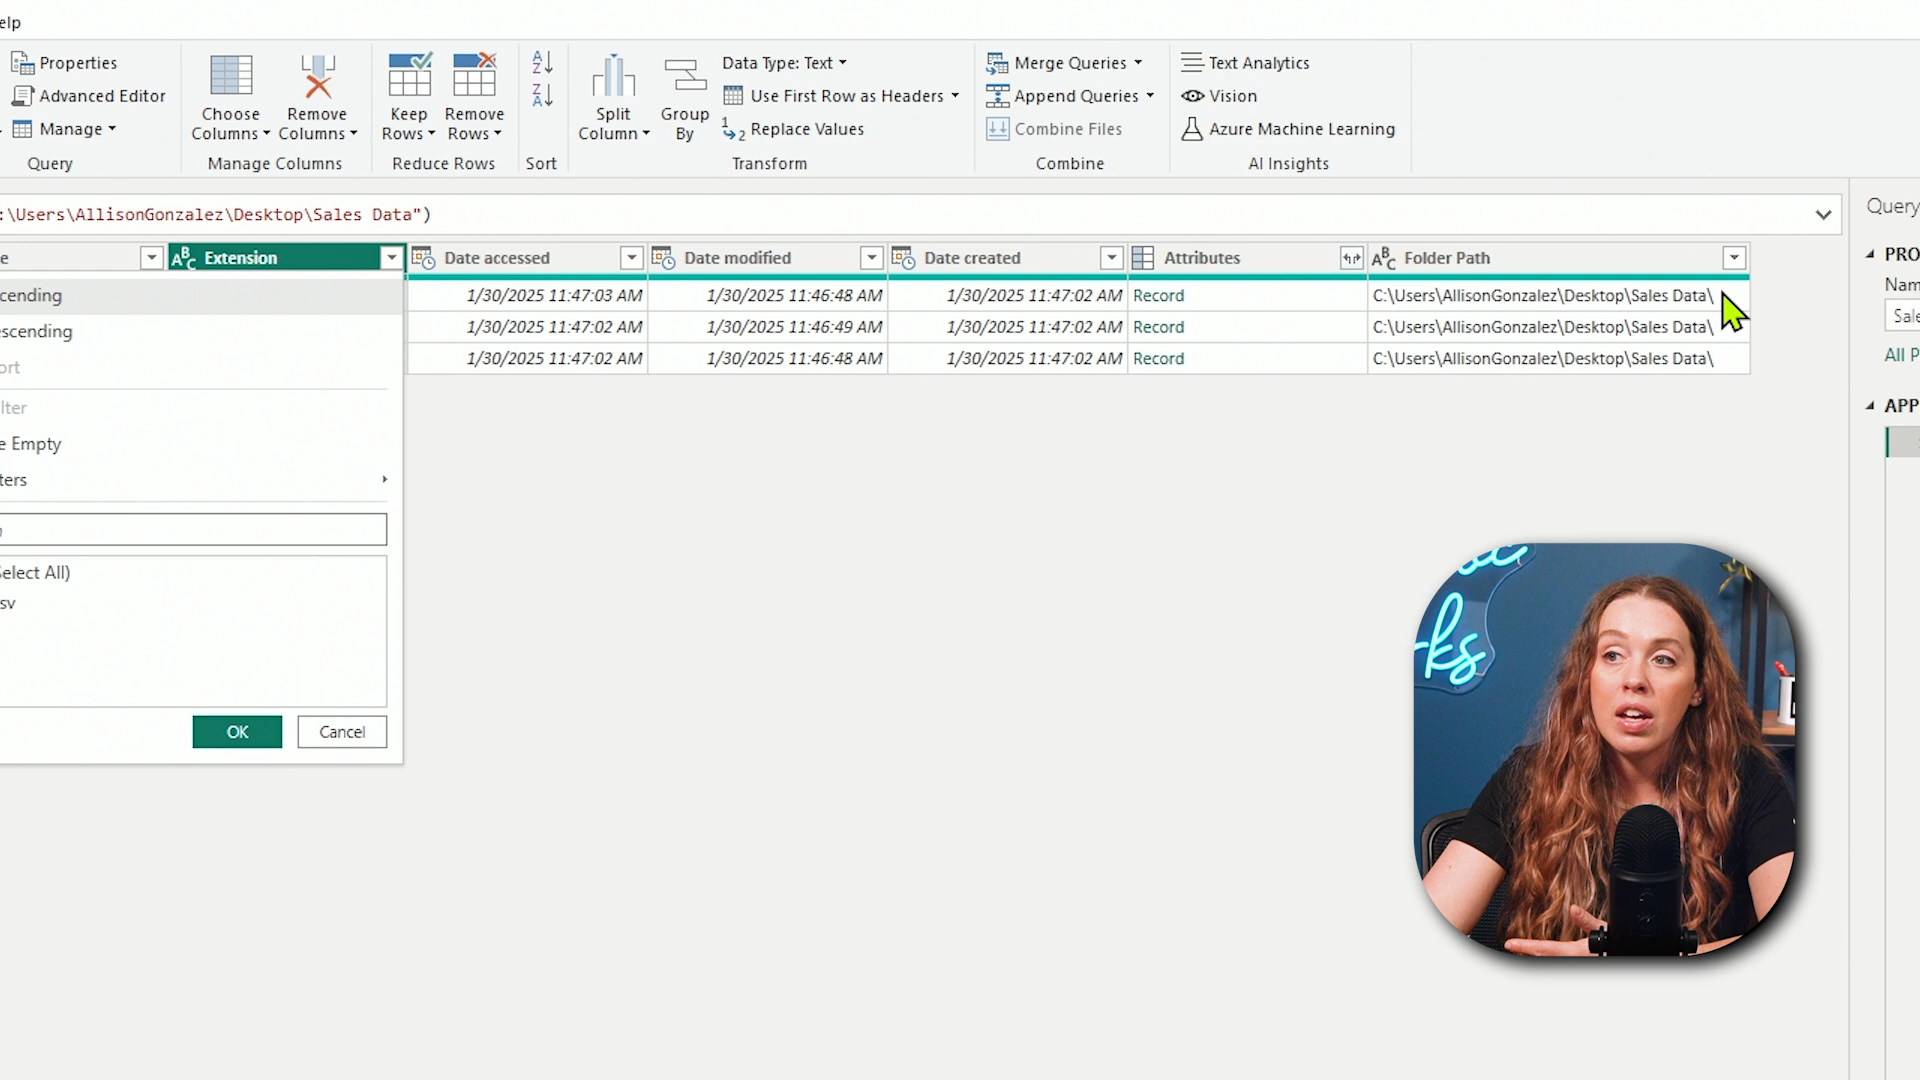 elp
Properties
Advanced Editor
Manage
Query
Choose
Columns
Remove
Columns
Manage Columns
Keep
Rows
Remove
Rows
Reduce Rows
A
Z
Z
A
Sort
Split
Column
Group
By
Data Type: Text
Use First Row as Headers
1
2 Replace Values
Transform
Merge Queries
Append Queries
Combine Files
Combine
Text Analytics
Vision
Azure Machine Learning
AI Insights
:\Users\AllisonGonzalez\Desktop\Sales Data")
e
ABC Extension
Date accessed
Date modified
Date created
Attributes
ABC Folder Path
1/30/2025 11:47:03 AM 1/30/2025 11:46:48 AM 1/30/2025 11:47:02 AM Record C:\Users\AllisonGonzalez\Desktop\Sales Data\
1/30/2025 11:47:02 AM 1/30/2025 11:46:49 AM 1/30/2025 11:47:02 AM Record C:\Users\AllisonGonzalez\Desktop\Sales Data\
1/30/2025 11:47:02 AM 1/30/2025 11:46:48 AM 1/30/2025 11:47:02 AM Record C:\Users\AllisonGonzalez\Desktop\Sales Data\
cending
escending
ort
lter
e Empty
ters
elect All)
sv
OK
Cancel
Query
PRO
Nam
Sale
All P
APP
rks